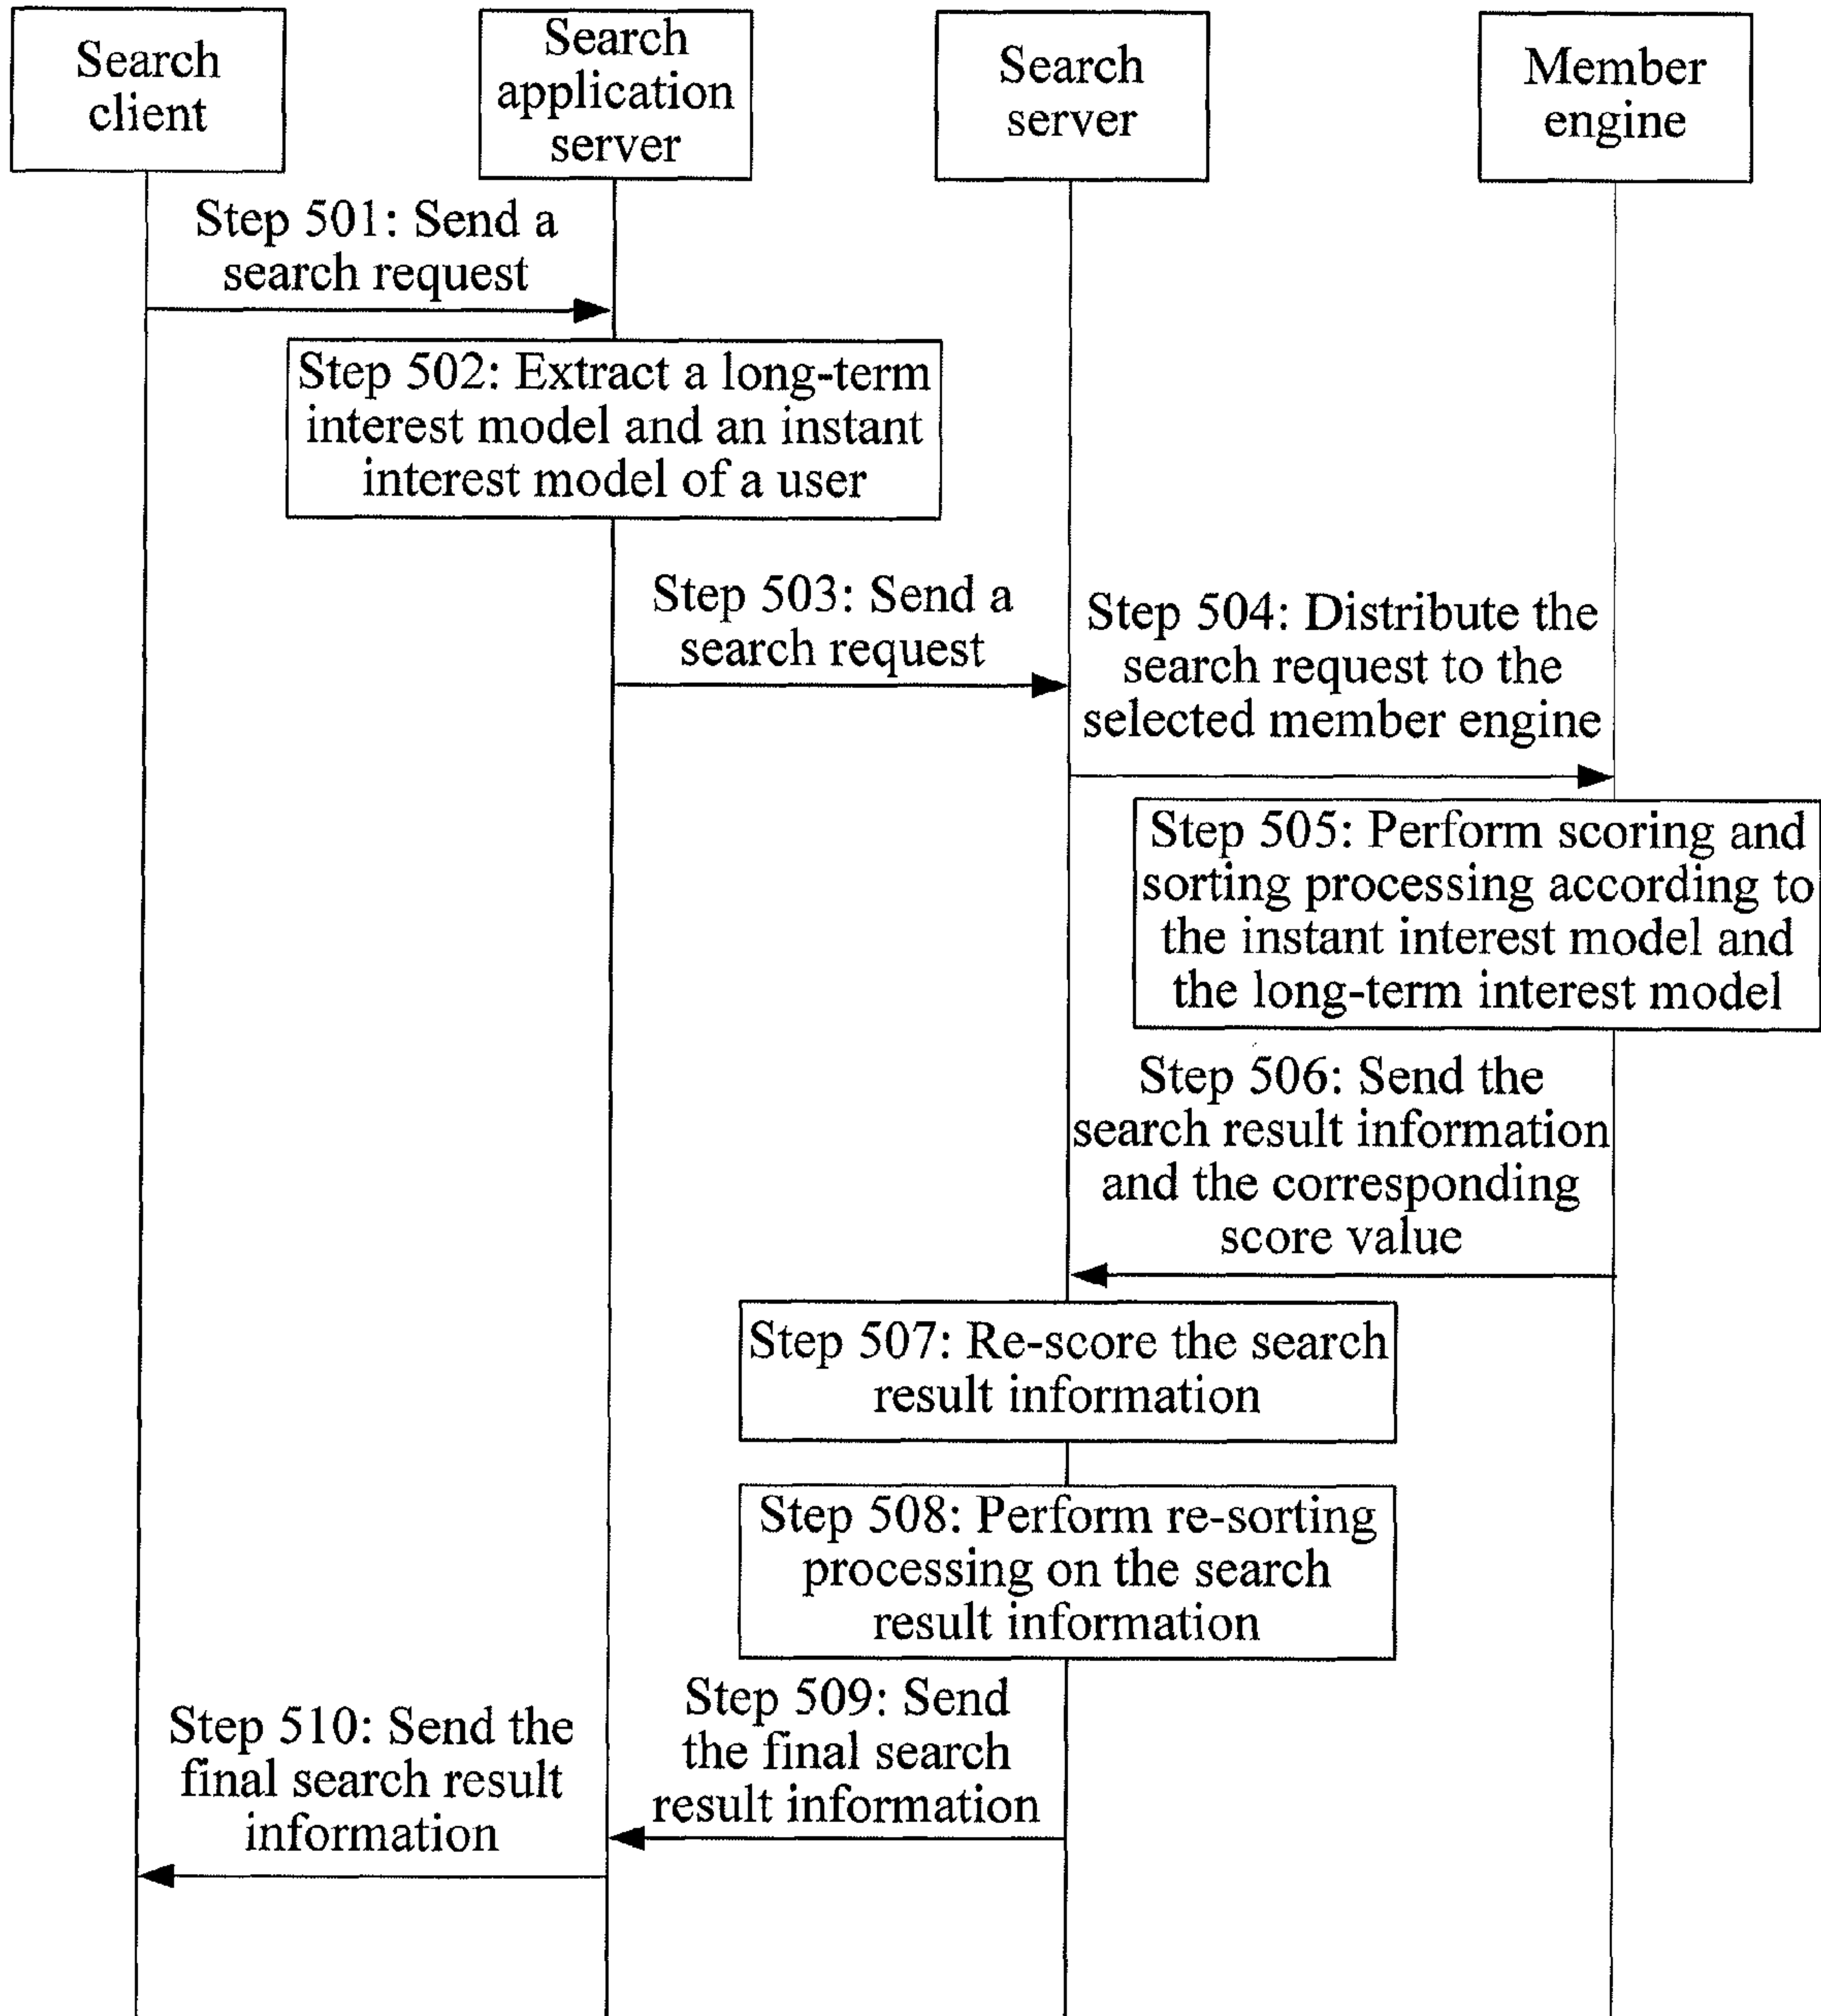 Search
client
Search
application
server
Search
server
Member
engine
Step 501: Send a
search request
Step 502: Extract a long-term
interest model and an instant
interest model of a user
Step 503: Send a
search request
Step 504: Distribute the
search request to the
selected member engine
Step 505: Perform scoring and
sorting processing according to
the instant interest model and
the long-term interest model
Step 506: Send the
search result information
and the corresponding
score value
Step 507: Re-score the search
result information
Step 508: Perform re-sorting
processing on the search
result information
Step 509: Send
the final search
result information
Step 510: Send the
final search result
information